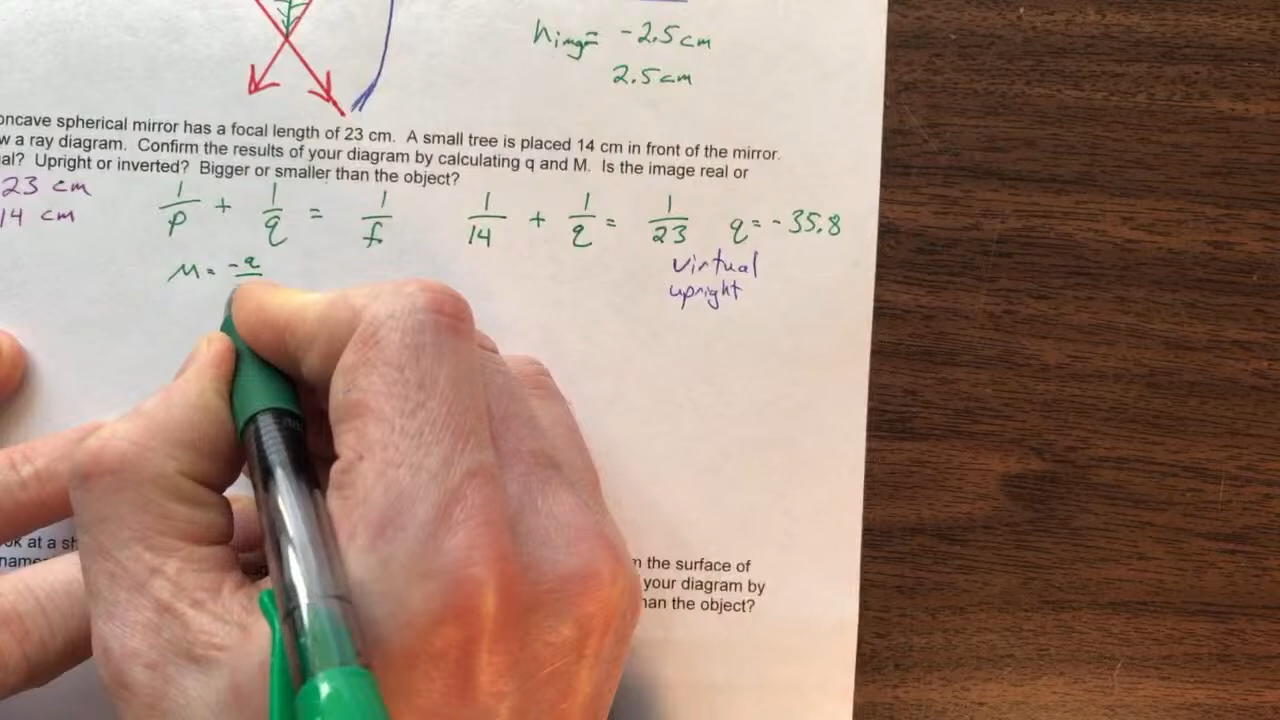 himg= -2.5cm
2.5cm
oncave spherical mirror has a focal length of 23 cm. A small tree is placed 14 cm in front of the mirror.
w a ray diagram. Confirm the results of your diagram by calculating q and M. Is the image real or
al? Upright or inverted? Bigger or smaller than the object?
23 cm
14 cm
1/p + 1/q = 1/f 1/14 + 1/q = 1/23 q= -35.8
virtual
upright
M= -q
ok at a sh m the surface of
name your diagram by
han the object?